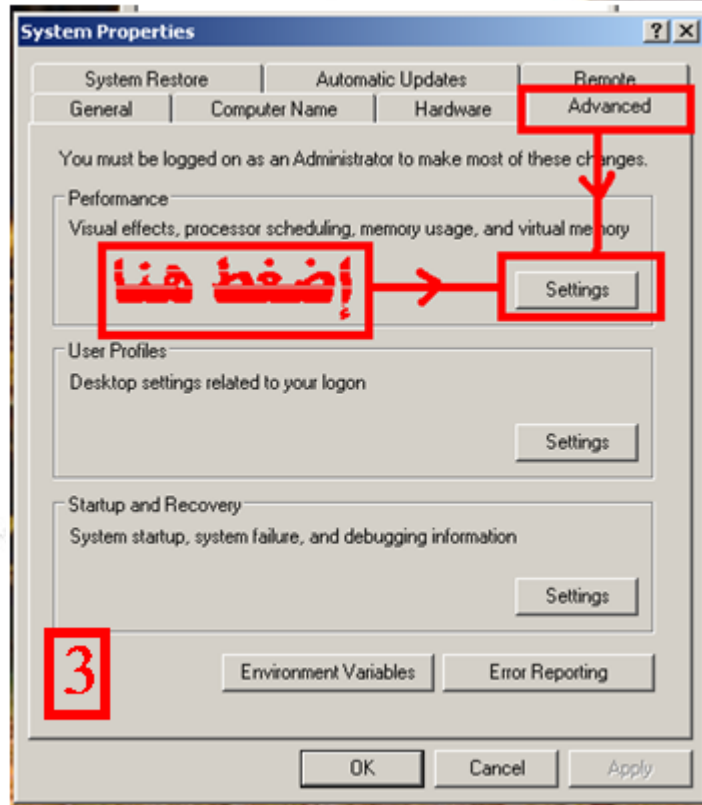 System Properties
System Restore Automatic Updates Remote
General Computer Name Hardware Advanced
You must be logged on as an Administrator to make most of these changes.
Performance
Visual effects, processor scheduling, memory usage, and virtual memory
إضغط هنا
Settings
User Profiles
Desktop settings related to your logon
Settings
Startup and Recovery
System startup, system failure, and debugging information
Settings
3
Environment Variables Error Reporting
OK Cancel Apply